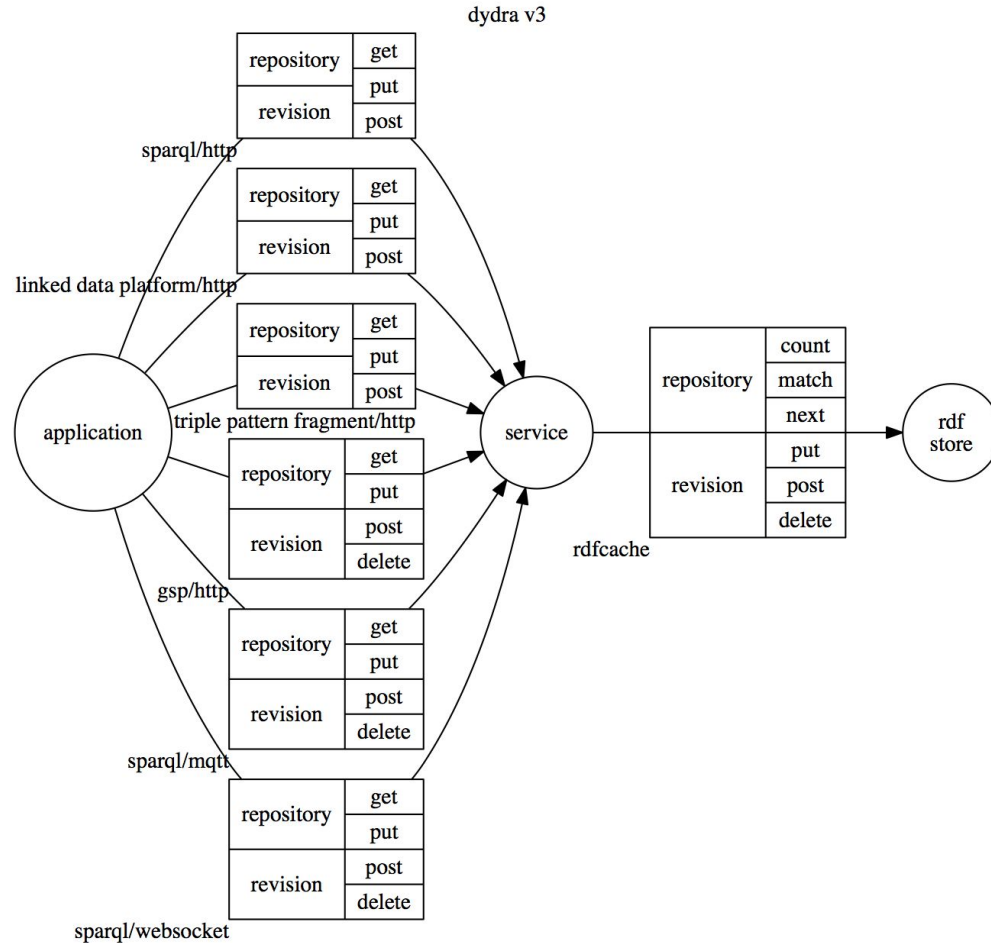 dydra v3
repository
revision
get
put
post
sparql/http
repository
revision
get
put
post
linked data platform/http
repository
revision
get
put
post
triple pattern fragment/http
repository
revision
get
put
post
delete
gsp/http
repository
revision
get
put
post
delete
sparql/mqtt
repository
revision
get
put
post
delete
sparql/websocket
application
service
repository
revision
count
match
next
put
post
delete
rdfcache
rdf
store